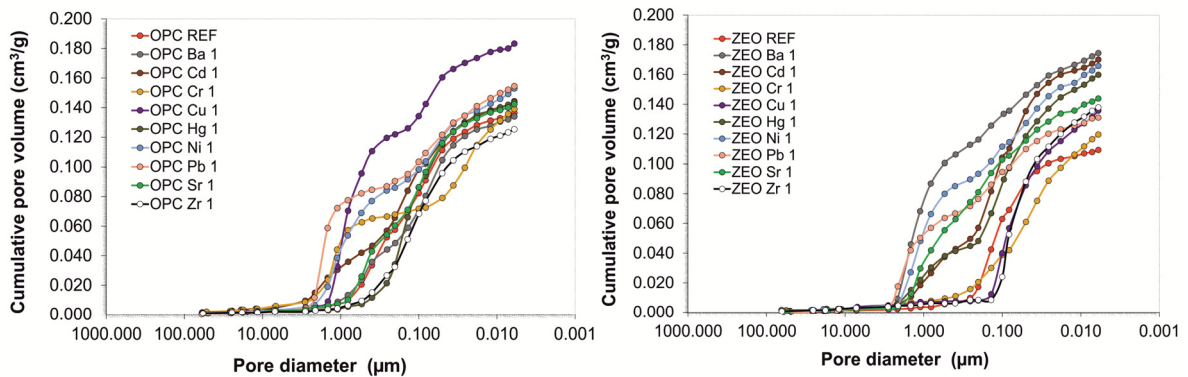 0.200
0.180
0.160
0.140
0.120
0.100
0.080
0.060
0.040
0.020
0.000
Cumulative pore volume (cm³/g)
OPC REF
OPC Ba 1
OPC Cd 1
OPC Cr 1
OPC Cu 1
OPC Hg 1
OPC Ni 1
OPC Pb 1
OPC Sr 1
OPC Zr 1
1000.000 100.000 10.000 1.000 0.100 0.010 0.001
Pore diameter (µm)
0.200
0.180
0.160
0.140
0.120
0.100
0.080
0.060
0.040
0.020
0.000
Cumulative pore volume (cm³/g)
ZEO REF
ZEO Ba 1
ZEO Cd 1
ZEO Cr 1
ZEO Cu 1
ZEO Hg 1
ZEO Ni 1
ZEO Pb 1
ZEO Sr 1
ZEO Zr 1
1000.000 100.000 10.000 1.000 0.100 0.010 0.001
Pore diameter (µm)